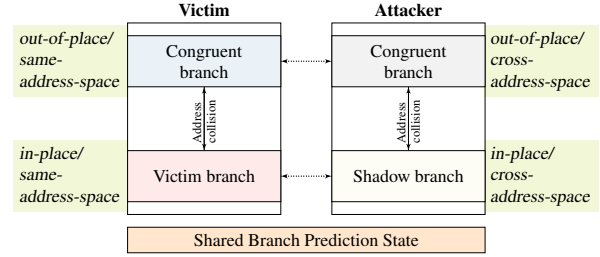 Victim
Attacker
out-of-place/
same-
address-space
Congruent
branch
Congruent
branch
out-of-place/
cross-
address-space
Address
collision
Address
collision
in-place/
same-
address-space
Victim branch
Shadow branch
in-place/
cross-
address-space
Shared Branch Prediction State